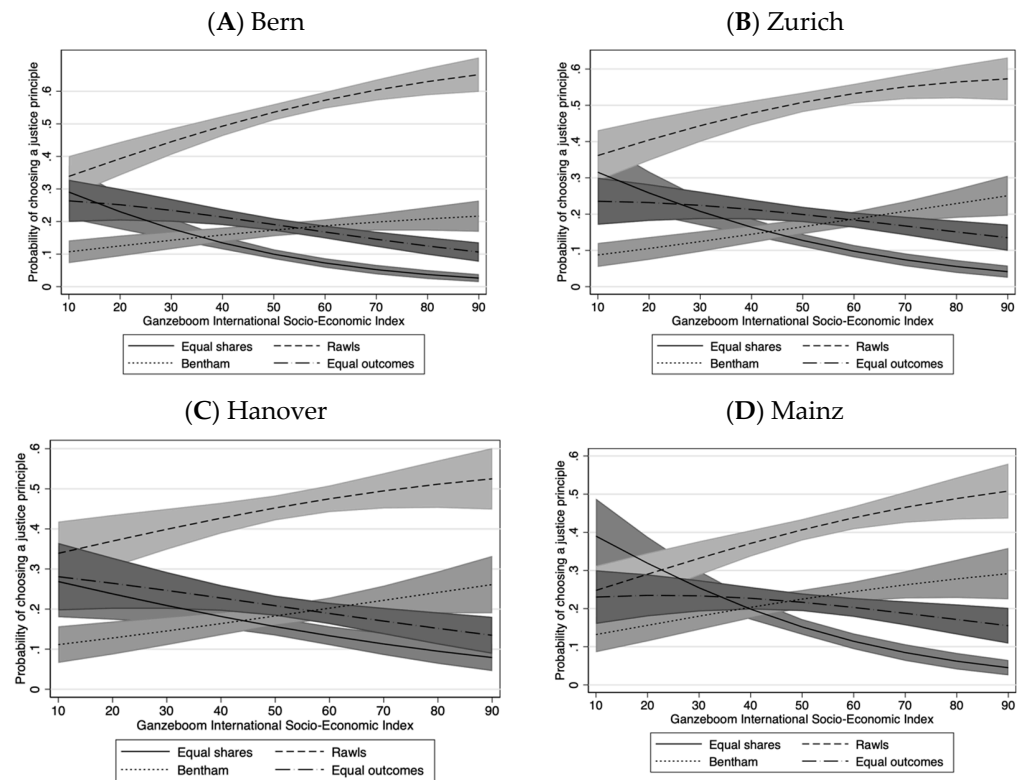 (A) Bern
Probability of choosing a justice principle
.6
.5
.4
.3
.2
.1
0
10 20 30 40 50 60 70 80 90
Ganzeboom International Socio-Economic Index
Equal shares Rawls
Bentham Equal outcomes
(B) Zurich
Probability of choosing a justice principle
.6
.5
.4
.3
.2
.1
0
10 20 30 40 50 60 70 80 90
Ganzeboom International Socio-Economic Index
Equal shares Rawls
Bentham Equal outcomes
(C) Hanover
Probability of choosing a justice principle
.6
.5
.4
.3
.2
.1
0
10 20 30 40 50 60 70 80 90
Ganzeboom International Socio-Economic Index
Equal shares Rawls
Bentham Equal outcomes
(D) Mainz
Probability of choosing a justice principle
.6
.5
.4
.3
.2
.1
0
10 20 30 40 50 60 70 80 90
Ganzeboom International Socio-Economic Index
Equal shares Rawls
Bentham Equal outcomes